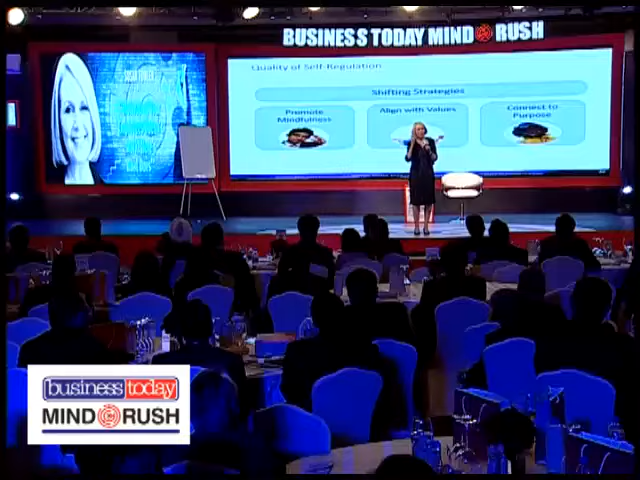 BUSINESS TODAY MIND RUSH
Quality of Self-Regulation
Shifting Strategies
Promote
Mindfulness
Align with Values
Connect to
Purpose
business today
MIND RUSH